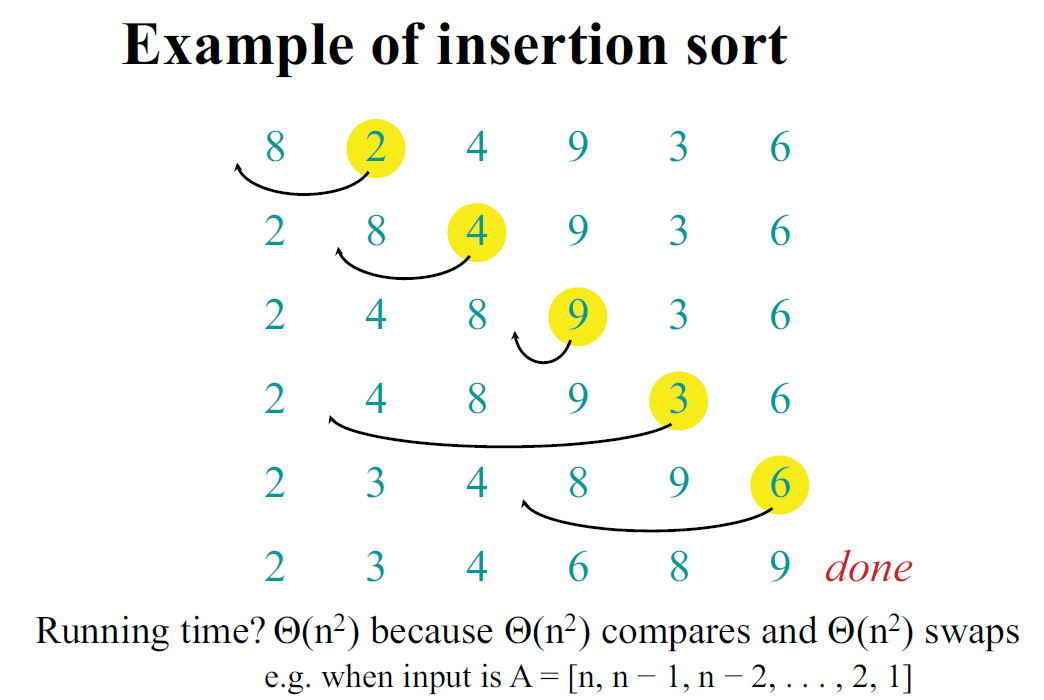 Example of insertion sort
8 2 4 9 3 6
2 8 4 9 3 6
2 4 8 9 3 6
2 4 8 9 3 6
2 3 4 8 9 6
2 3 4 6 8 9 done
Running time? Θ(n²) because Θ(n²) compares and Θ(n²) swaps
e.g. when input is A = [n, n − 1, n − 2, . . . , 2, 1]